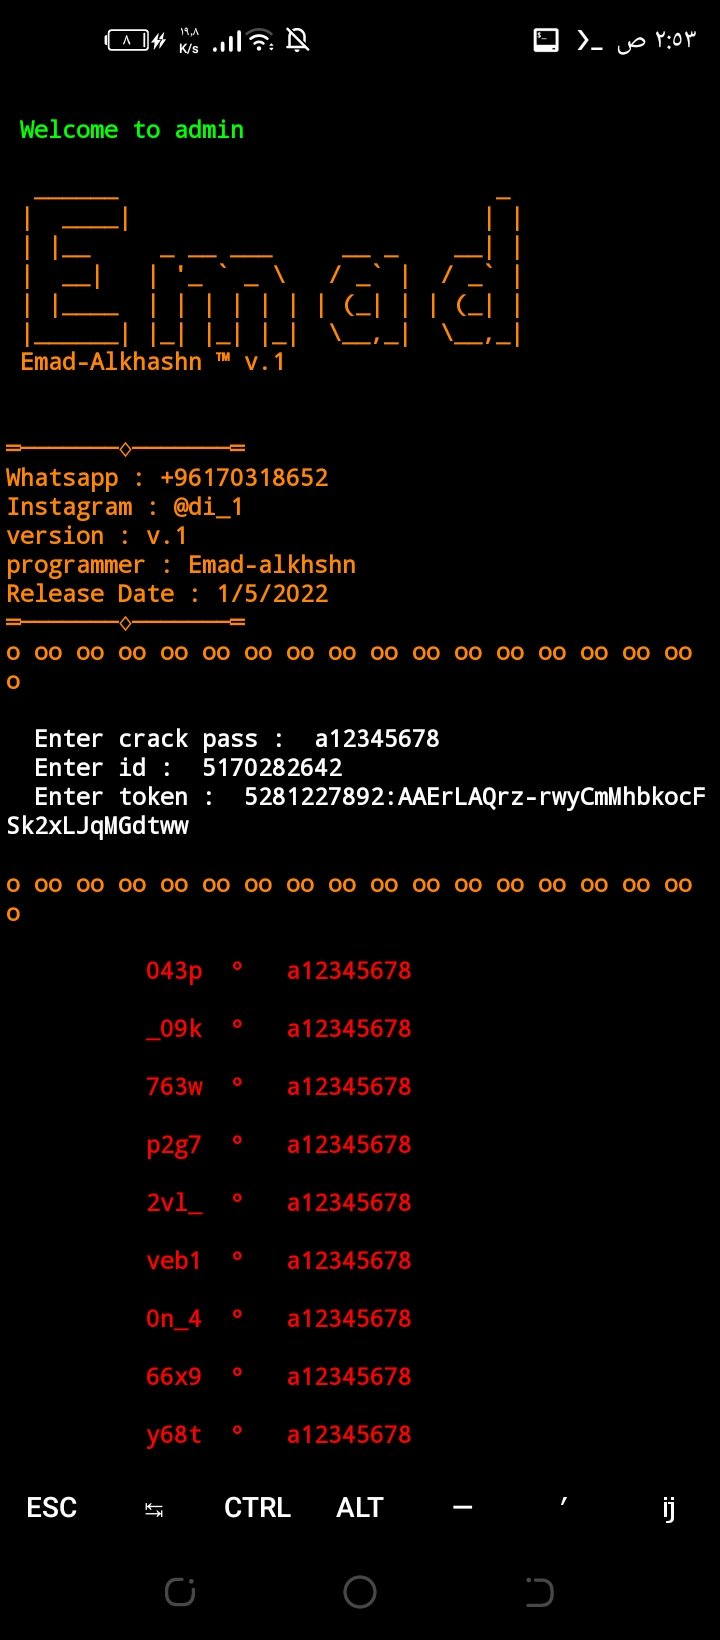 ٨ ١٩٫٨ K/s ٢:٥٣ ص
Welcome to admin
Emad
Emad-Alkhashn ™ v.1
Whatsapp : +96170318652
Instagram : @di_1
version : v.1
programmer : Emad-alkhshn
Release Date : 1/5/2022
o oo oo oo oo oo oo oo oo oo oo oo oo oo oo oo oo
o
Enter crack pass :  a12345678
Enter id :  5170282642
Enter token :  5281227892:AAErLAQrz-rwyCmMhbkocF
Sk2xLJqMGdtww
o oo oo oo oo oo oo oo oo oo oo oo oo oo oo oo oo
o
043p ° a12345678
_09k ° a12345678
763w ° a12345678
p2g7 ° a12345678
2vl_ ° a12345678
veb1 ° a12345678
0n_4 ° a12345678
66x9 ° a12345678
y68t ° a12345678
ESC ↹ CTRL ALT — ′ ij